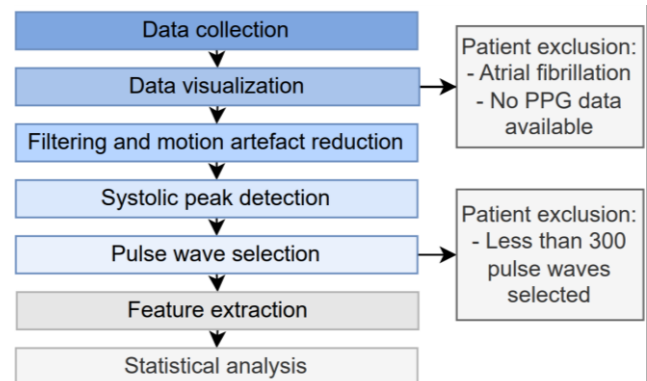 Data collection
Data visualization
Filtering and motion artefact reduction
Systolic peak detection
Pulse wave selection
Feature extraction
Statistical analysis
Patient exclusion:
- Atrial fibrillation
- No PPG data
available
Patient exclusion:
- Less than 300
pulse waves
selected